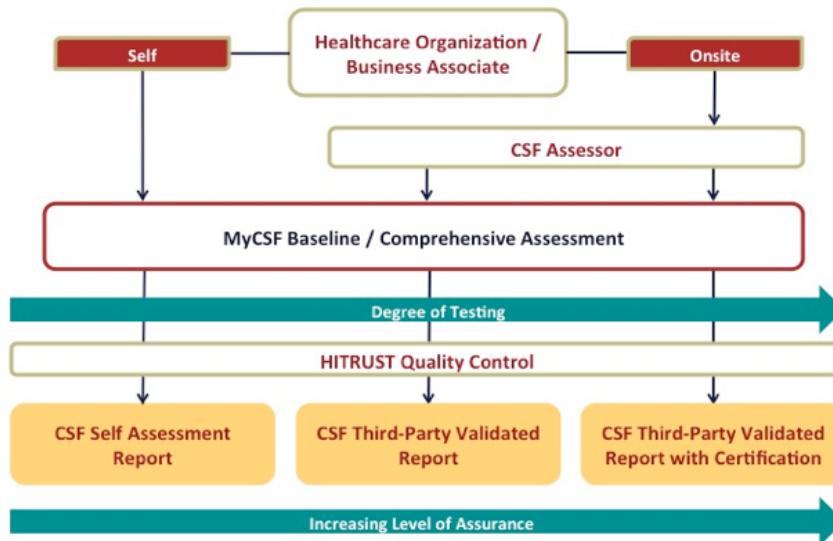 Self
Healthcare Organization /
Business Associate
Onsite
CSF Assessor
MyCSF Baseline / Comprehensive Assessment
Degree of Testing
HITRUST Quality Control
CSF Self Assessment
Report
CSF Third-Party Validated
Report
CSF Third-Party Validated
Report with Certification
Increasing Level of Assurance